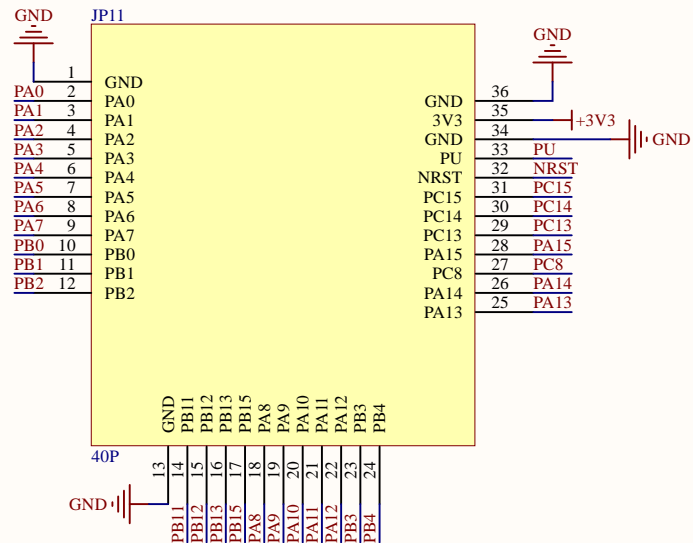 JP11
GND
1 GND
PA0 2 PA0
PA1 3 PA1
PA2 4 PA2
PA3 5 PA3
PA4 6 PA4
PA5 7 PA5
PA6 8 PA6
PA7 9 PA7
PB0 10 PB0
PB1 11 PB1
PB2 12 PB2
GND
GND 36
3V3 35 +3V3
GND 34 GND
PU 33 PU
NRST 32 NRST
PC15 31 PC15
PC14 30 PC14
PC13 29 PC13
PA15 28 PA15
PC8 27 PC8
PA14 26 PA14
PA13 25 PA13
GND 13 GND
PB11 14 PB11
PB12 15 PB12
PB13 16 PB13
PB15 17 PB15
PA8 18 PA8
PA9 19 PA9
PA10 20 PA10
PA11 21 PA11
PA12 22 PA12
PB3 23 PB3
PB4 24 PB4
40P